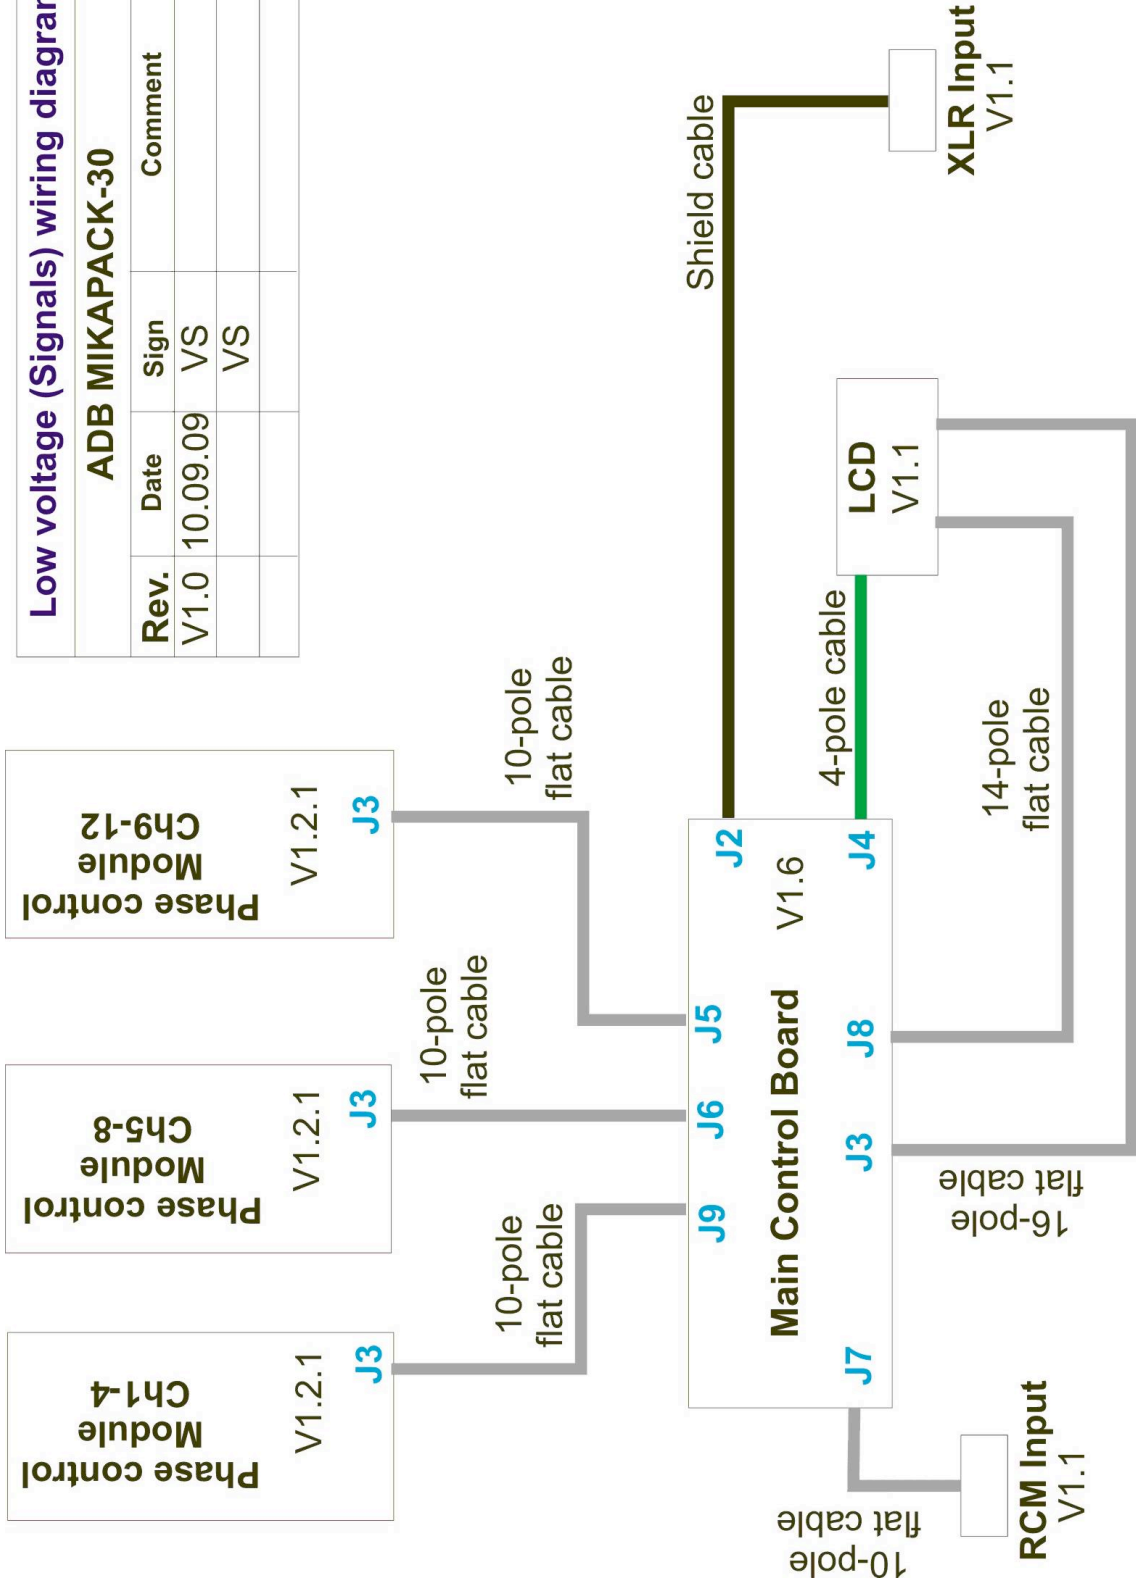 Low voltage (Signals) wiring diagram
ADB MIKAPACK-30
Rev. Date Sign Comment
V1.0 10.09.09 VS
VS
Phase control
Module
Ch1-4
V1.2.1
J3
Phase control
Module
Ch5-8
V1.2.1
J3
Phase control
Module
Ch9-12
V1.2.1
J3
10-pole
flat cable
10-pole
flat cable
10-pole
flat cable
J9
J6
J5
J2
Main Control Board
V1.6
J7
J3
J8
J4
Shield cable
XLR Input
V1.1
4-pole cable
LCD
V1.1
14-pole
flat cable
16-pole
flat cable
10-pole
flat cable
RCM Input
V1.1